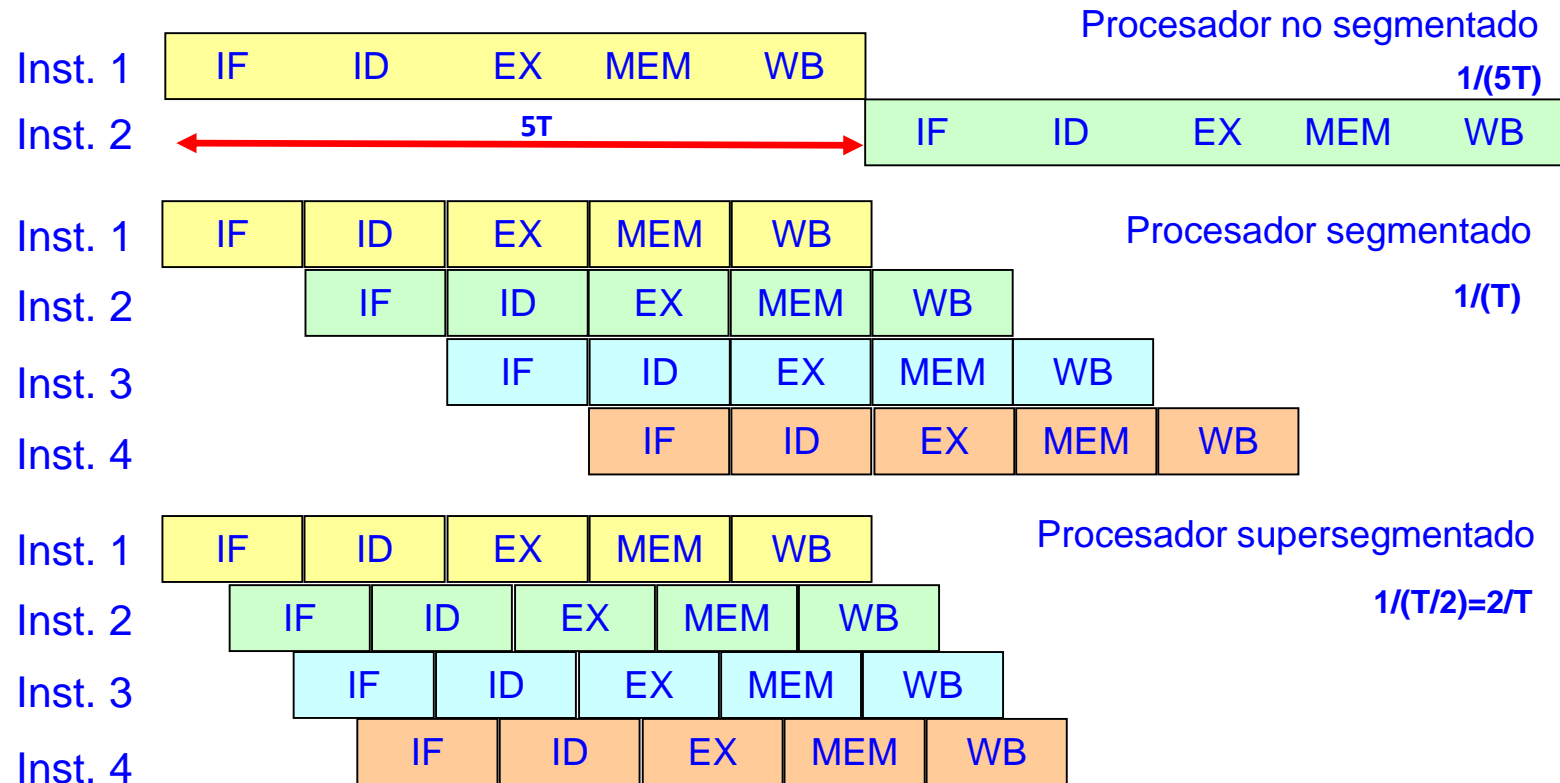 Procesador no segmentado
Inst. 1 IF ID EX MEM WB 1/(5T)
Inst. 2 5T IF ID EX MEM WB
Inst. 1 IF ID EX MEM WB Procesador segmentado
Inst. 2 IF ID EX MEM WB 1/(T)
Inst. 3 IF ID EX MEM WB
Inst. 4 IF ID EX MEM WB
Inst. 1 IF ID EX MEM WB Procesador supersegmentado
Inst. 2 IF ID EX MEM WB 1/(T/2)=2/T
Inst. 3 IF ID EX MEM WB
Inst. 4 IF ID EX MEM WB